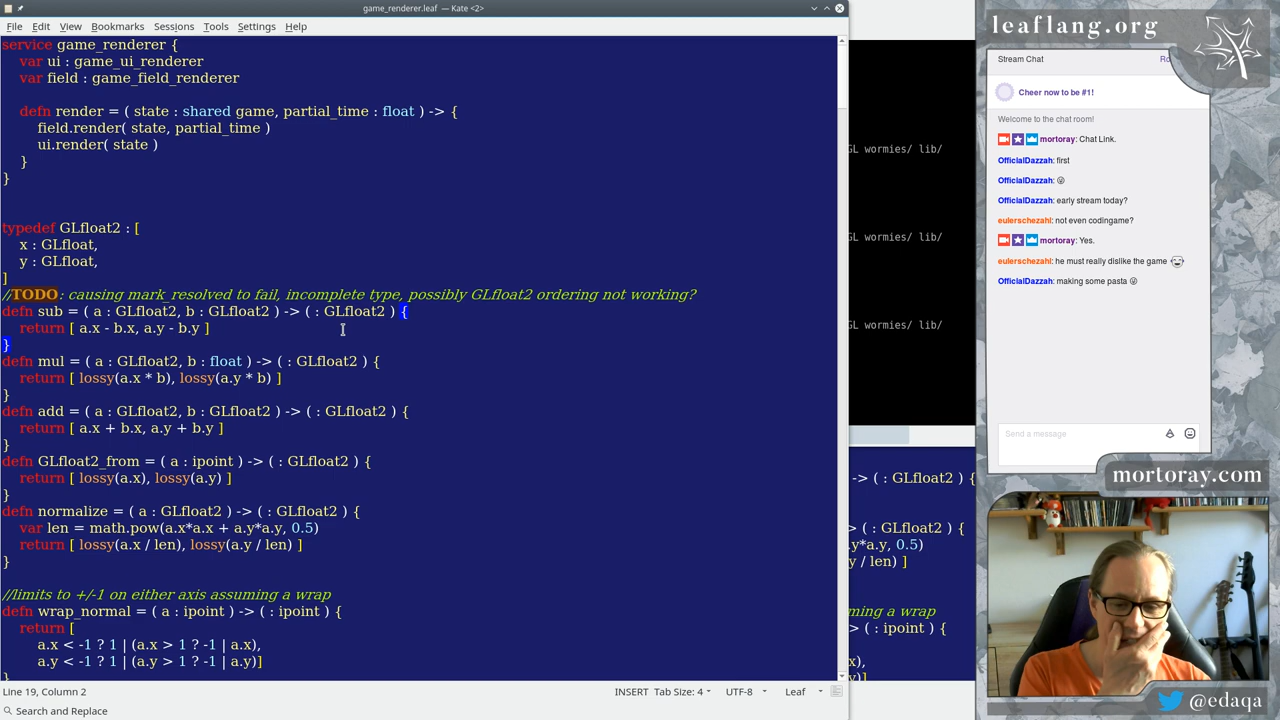 game_renderer.leaf — Kate <2>
File Edit View Bookmarks Sessions Tools Settings Help
service game_renderer {
var ui : game_ui_renderer
var field : game_field_renderer
defn render = ( state : shared game, partial_time : float ) -> {
field.render( state, partial_time )
ui.render( state )
}
}
typedef GLfloat2 : [
x : GLfloat,
y : GLfloat,
]
//TODO: causing mark_resolved to fail, incomplete type, possibly GLfloat2 ordering not working?
defn sub = ( a : GLfloat2, b : GLfloat2 ) -> ( : GLfloat2 ) {
return [ a.x - b.x, a.y - b.y ]
}
defn mul = ( a : GLfloat2, b : float ) -> ( : GLfloat2 ) {
return [ lossy(a.x * b), lossy(a.y * b) ]
}
defn add = ( a : GLfloat2, b : GLfloat2 ) -> ( : GLfloat2 ) {
return [ a.x + b.x, a.y + b.y ]
}
defn GLfloat2_from = ( a : ipoint ) -> ( : GLfloat2 ) {
return [ lossy(a.x), lossy(a.y) ]
}
defn normalize = ( a : GLfloat2 ) -> ( : GLfloat2 ) {
var len = math.pow(a.x*a.x + a.y*a.y, 0.5)
return [ lossy(a.x / len), lossy(a.y / len) ]
}
//limits to +/-1 on either axis assuming a wrap
defn wrap_normal = ( a : ipoint ) -> ( : ipoint ) {
return [
a.x < -1 ? 1 | (a.x > 1 ? -1 | a.x),
a.y < -1 ? 1 | (a.y > 1 ? -1 | a.y)]
}
Line 19, Column 2
INSERT Tab Size: 4 UTF-8 Leaf
Search and Replace
GL wormies/ lib/
GL wormies/ lib/
GL wormies/ lib/
-> ( : GLfloat2 ) {
( : GLfloat2 ) {
.y*a.y, 0.5)
y / len) ]
ming a wrap
-> ( : ipoint ) {
x),
y)]
leaflang.org
Stream Chat
Ro
Cheer now to be #1!
Welcome to the chat room!
mortoray: Chat Link.
OfficialDazzah: first
OfficialDazzah:
OfficialDazzah: early stream today?
eulerschezahl: not even codingame?
mortoray: Yes.
eulerschezahl: he must really dislike the game
OfficialDazzah: making some pasta
Send a message
mortoray.com
@edaqa